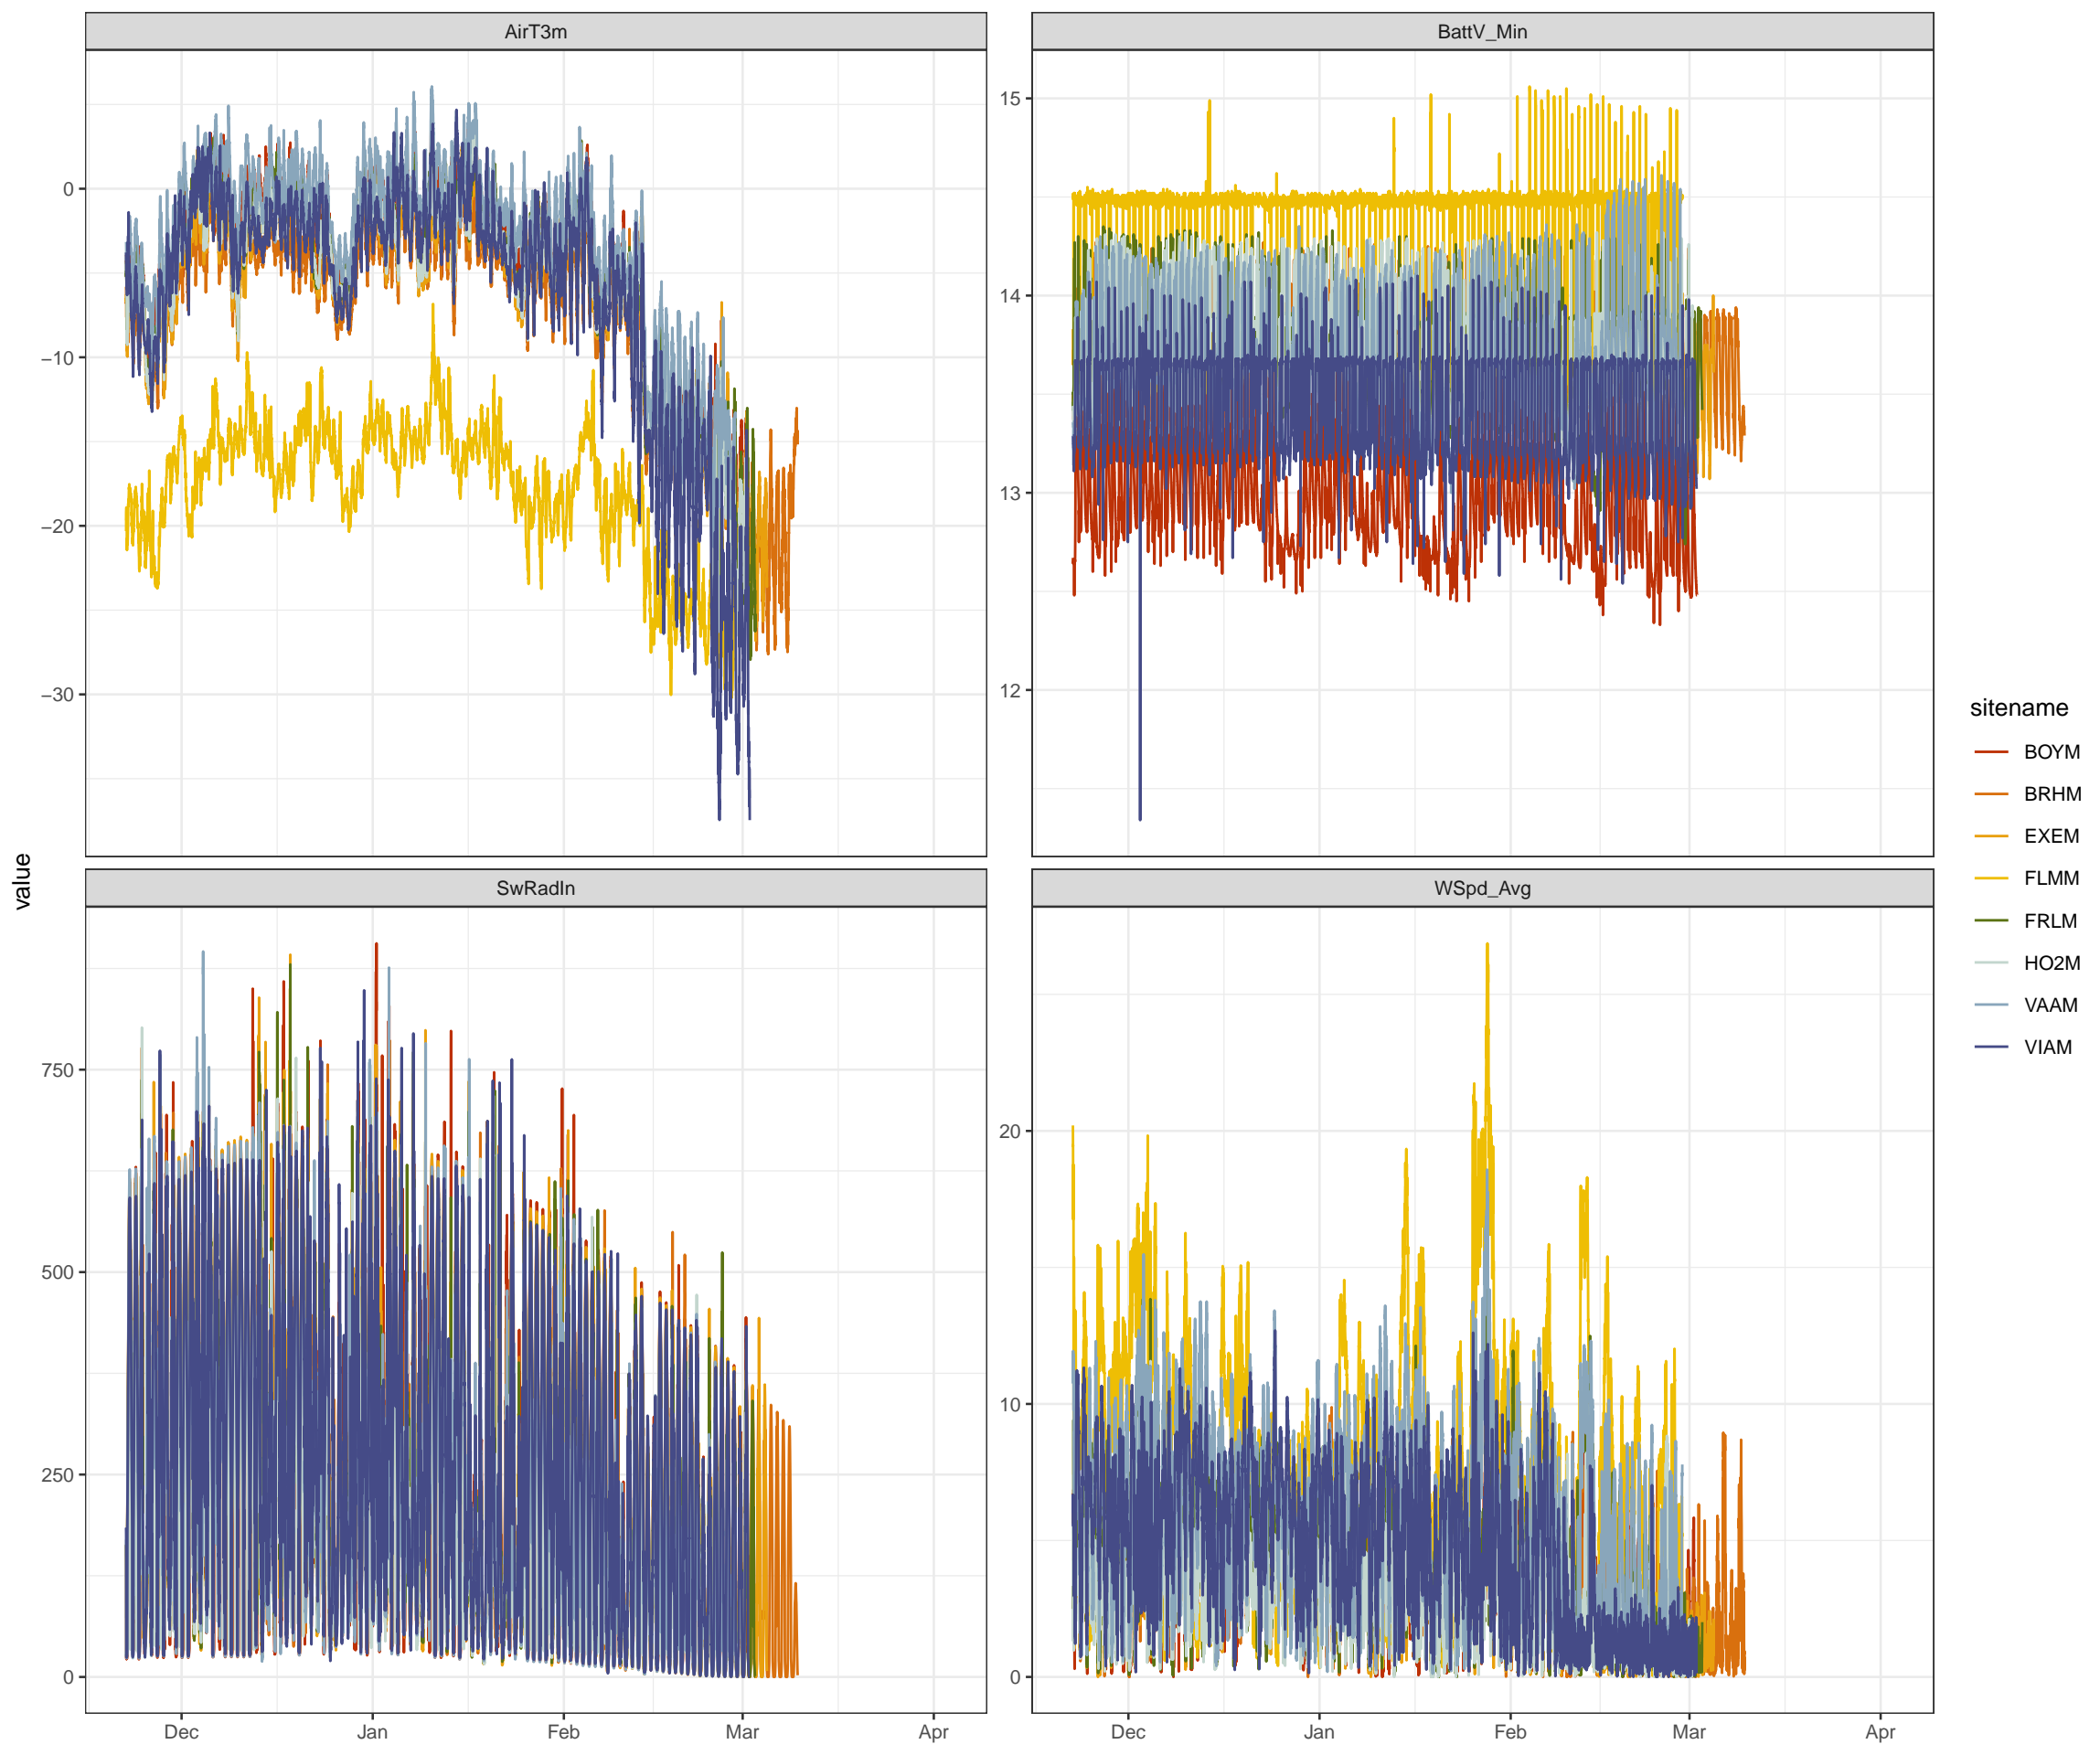 AirT3m
BattV_Min
0
−10
−20
−30
15
14
13
12
value
SwRadIn
WSpd_Avg
750
500
250
0
20
10
0
Dec Jan Feb Mar Apr
Dec Jan Feb Mar Apr
sitename
BOYM
BRHM
EXEM
FLMM
FRLM
HO2M
VAAM
VIAM